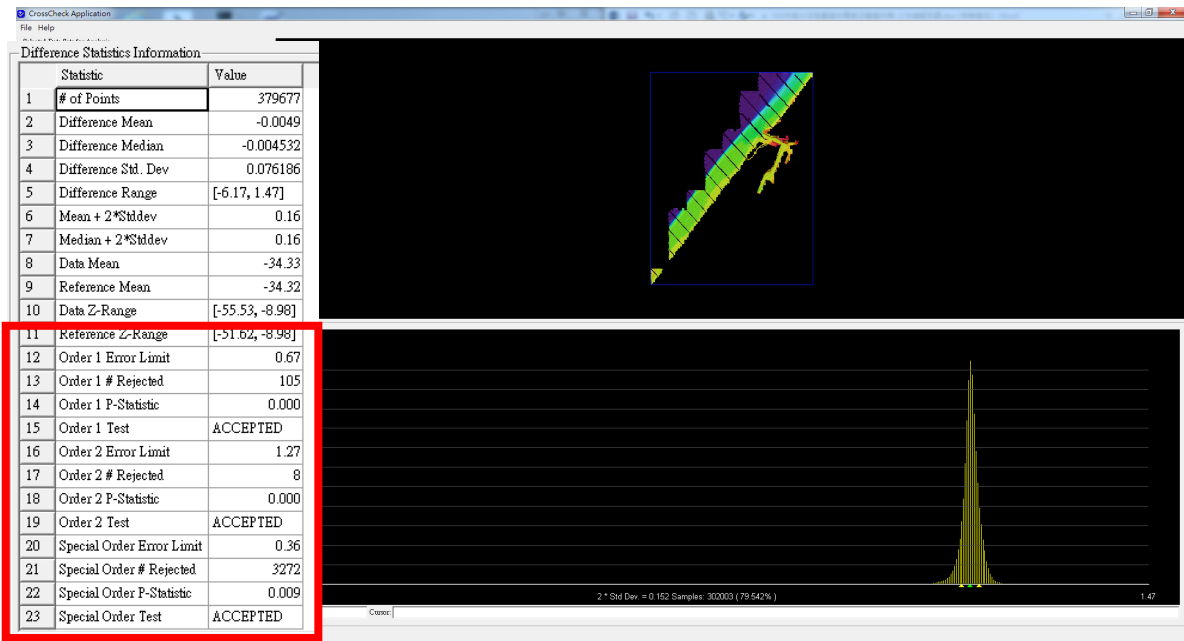 CrossCheck Application
File Help
Difference Statistics Information
Statistic Value
1 # of Points 379677
2 Difference Mean -0.0049
3 Difference Median -0.004532
4 Difference Std. Dev 0.076186
5 Difference Range [-6.17, 1.47]
6 Mean + 2*Stddev 0.16
7 Median + 2*Stddev 0.16
8 Data Mean -34.33
9 Reference Mean -34.32
10 Data Z-Range [-55.53, -8.98]
11 Reference Z-Range [-51.62, -8.98]
12 Order 1 Error Limit 0.67
13 Order 1 # Rejected 105
14 Order 1 P-Statistic 0.000
15 Order 1 Test ACCEPTED
16 Order 2 Error Limit 1.27
17 Order 2 # Rejected 8
18 Order 2 P-Statistic 0.000
19 Order 2 Test ACCEPTED
20 Special Order Error Limit 0.36
21 Special Order # Rejected 3272
22 Special Order P-Statistic 0.009
23 Special Order Test ACCEPTED
2 * Std Dev. = 0.152 Samples: 302003 ( 79.542% )
1.47
Cursor: